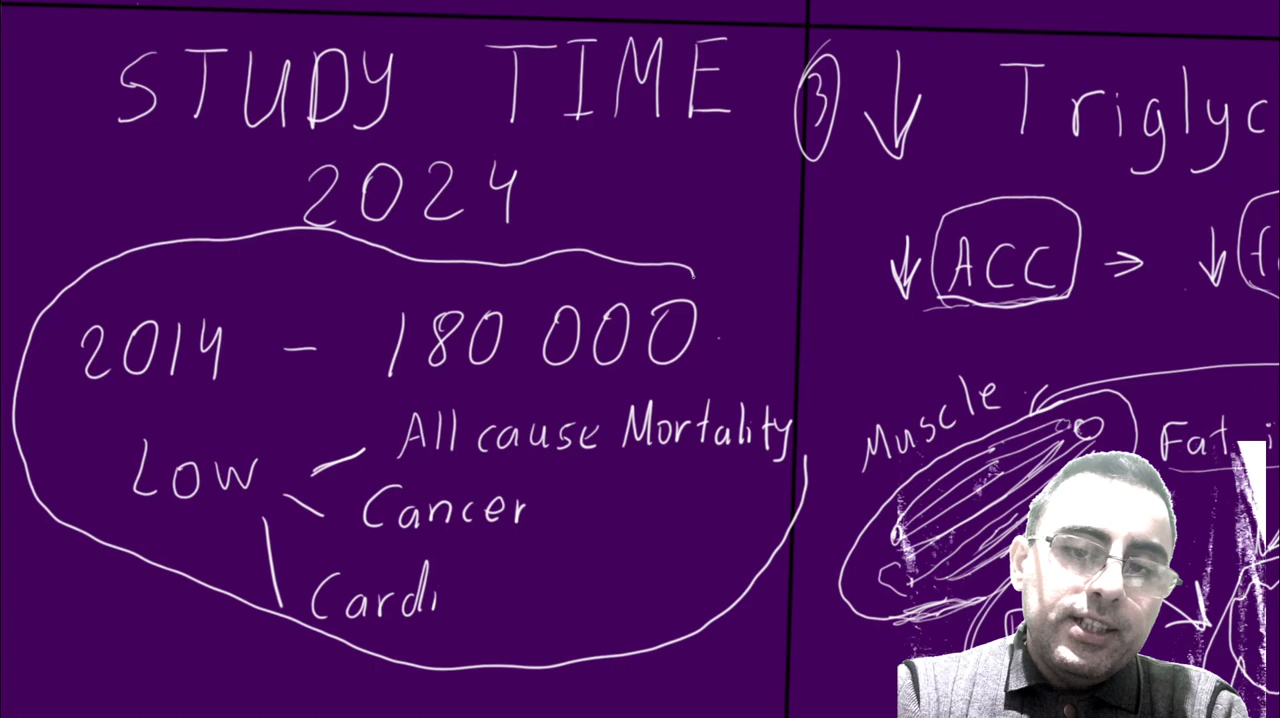 STUDY TIME
2024
2014 - 180 000
Low
All cause Mortality
Cancer
Cardi
3 ↓ Triglyc
↓ ACC ⇒ ↓ f
Muscle
Fat